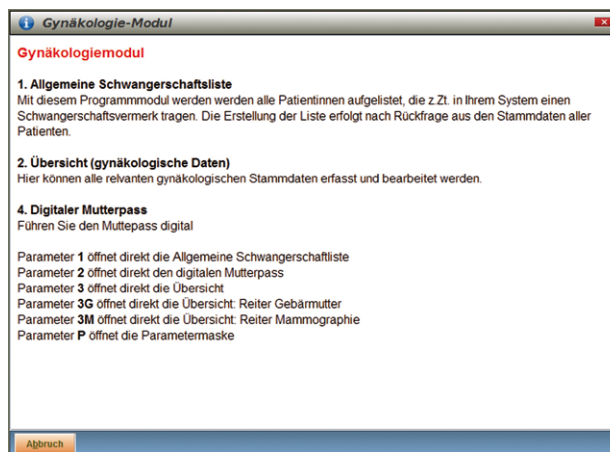 Gynäkologie-Modul
Gynäkologiemodul
1. Allgemeine Schwangerschaftsliste
Mit diesem Programmmodul werden werden alle Patientinnen aufgelistet, die z.Zt. in Ihrem System einen
Schwangerschaftsvermerk tragen. Die Erstellung der Liste erfolgt nach Rückfrage aus den Stammdaten aller
Patienten.
2. Übersicht (gynäkologische Daten)
Hier können alle relvanten gynäkologischen Stammdaten erfasst und bearbeitet werden.
4. Digitaler Mutterpass
Führen Sie den Muttepass digital
Parameter 1 öffnet direkt die Allgemeine Schwangerschaftliste
Parameter 2 öffnet direkt den digitalen Mutterpass
Parameter 3 öffnet direkt die Übersicht
Parameter 3G öffnet direkt die Übersicht: Reiter Gebärmutter
Parameter 3M öffnet direkt die Übersicht: Reiter Mammographie
Parameter P öffnet die Parametermaske
Abbruch